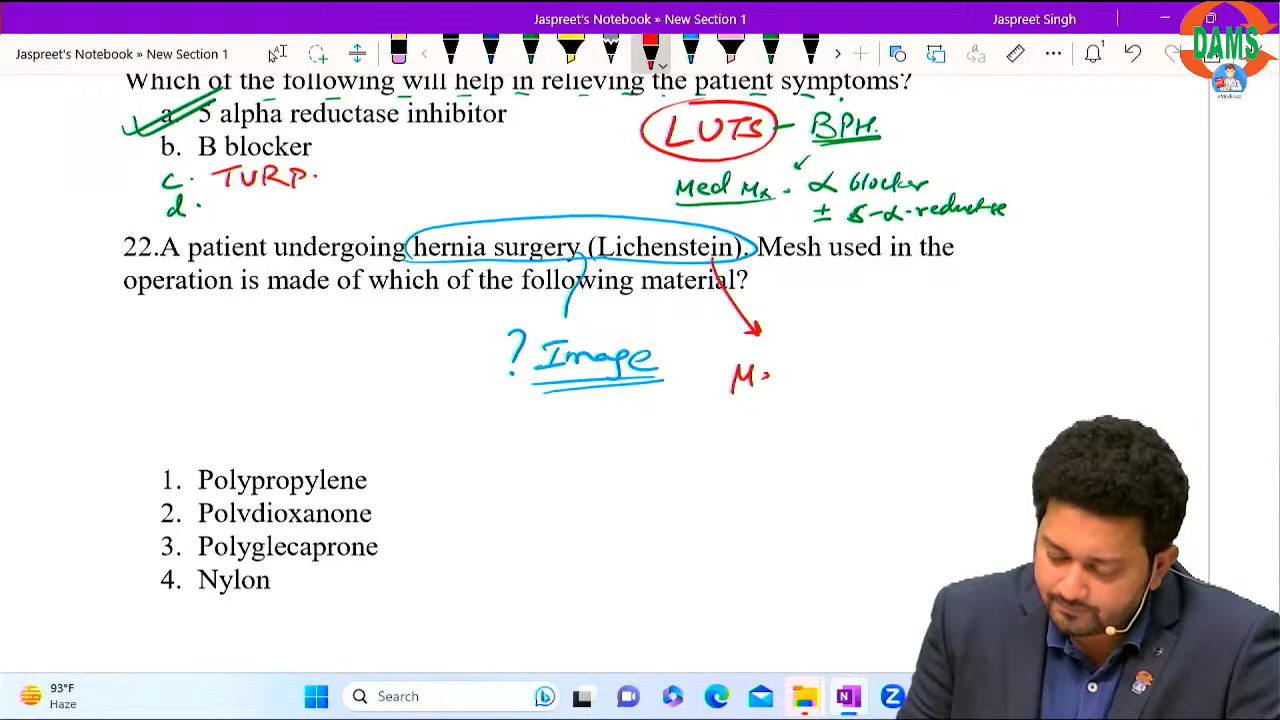 Jaspreet's Notebook » New Section 1
Jaspreet Singh
Jaspreet's Notebook » New Section 1
DAMS
eMedicoz
Which of the following will help in relieving the patient symptoms?
a. 5 alpha reductase inhibitor
LUTS - BPH.
b. B blocker
c. TURP.
Med Mx - α blocker
d.
± 5-α-reductse
22.A patient undergoing hernia surgery (Lichenstein). Mesh used in the
operation is made of which of the following material?
? Image
M
1. Polypropylene
2. Polvdioxanone
3. Polyglecaprone
4. Nylon
93°F
Haze
Search